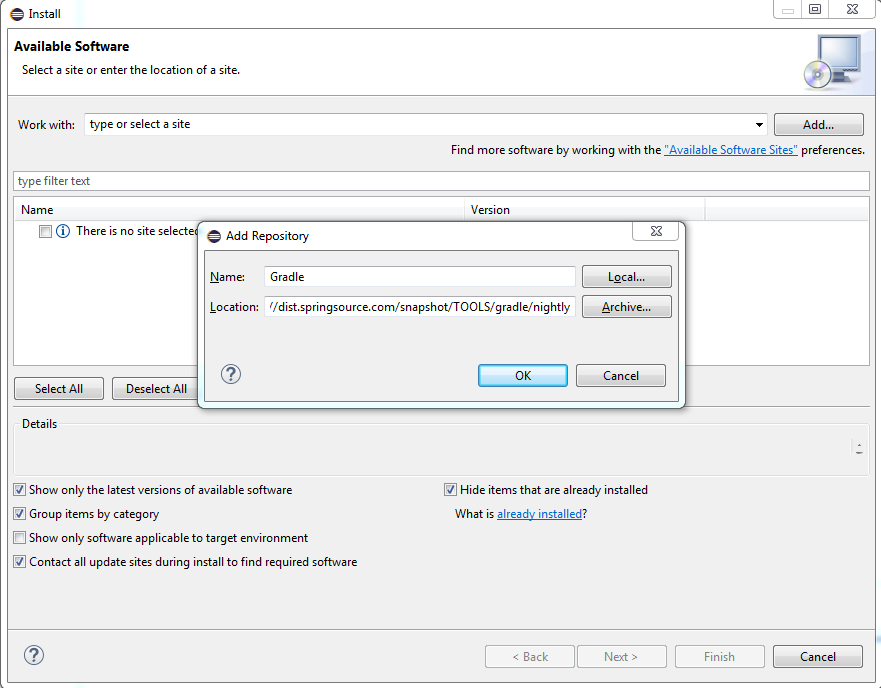 Install
Available Software
Select a site or enter the location of a site.
Work with: type or select a site Add...
Find more software by working with the "Available Software Sites" preferences.
type filter text
Name Version
There is no site selected
Add Repository
Name: Gradle Local...
Location: //dist.springsource.com/snapshot/TOOLS/gradle/nightly Archive...
OK Cancel
Select All Deselect All
Details
Show only the latest versions of available software Hide items that are already installed
Group items by category What is already installed?
Show only software applicable to target environment
Contact all update sites during install to find required software
< Back Next > Finish Cancel